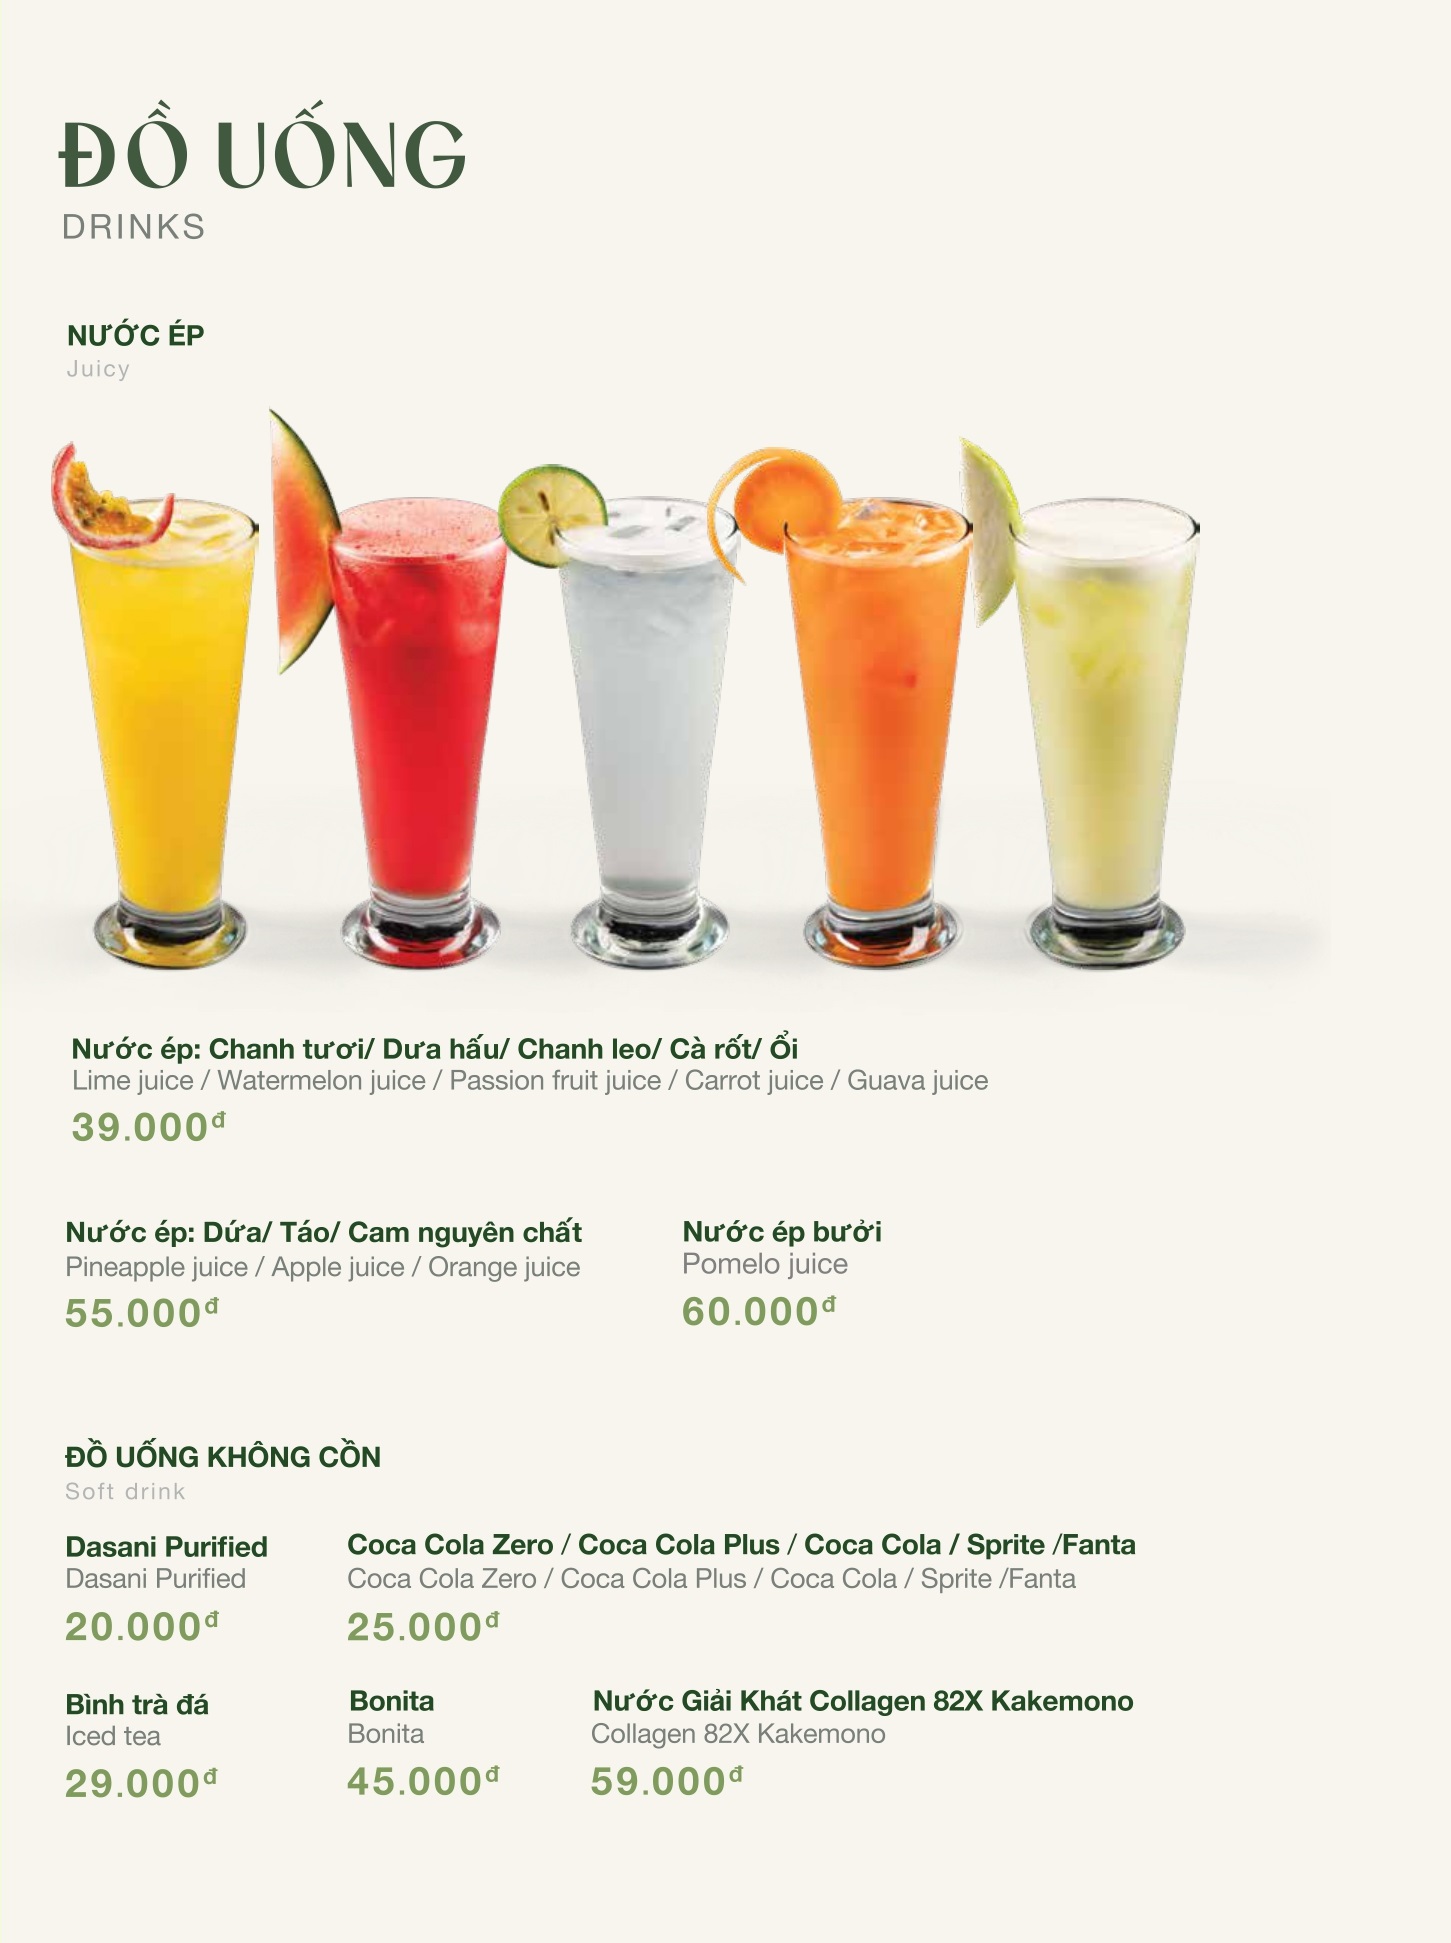 ĐỒ UỐNG
DRINKS
NƯỚC ÉP
Juicy
Nước ép: Chanh tươi/ Dưa hấu/ Chanh leo/ Cà rốt/ Ổi
Lime juice / Watermelon juice / Passion fruit juice / Carrot juice / Guava juice
39.000đ
Nước ép: Dứa/ Táo/ Cam nguyên chất
Pineapple juice / Apple juice / Orange juice
55.000đ
Nước ép bưởi
Pomelo juice
60.000đ
ĐỒ UỐNG KHÔNG CỒN
Soft drink
Dasani Purified
Dasani Purified
20.000đ
Coca Cola Zero / Coca Cola Plus / Coca Cola / Sprite /Fanta
Coca Cola Zero / Coca Cola Plus / Coca Cola / Sprite /Fanta
25.000đ
Bình trà đá
Iced tea
29.000đ
Bonita
Bonita
45.000đ
Nước Giải Khát Collagen 82X Kakemono
Collagen 82X Kakemono
59.000đ